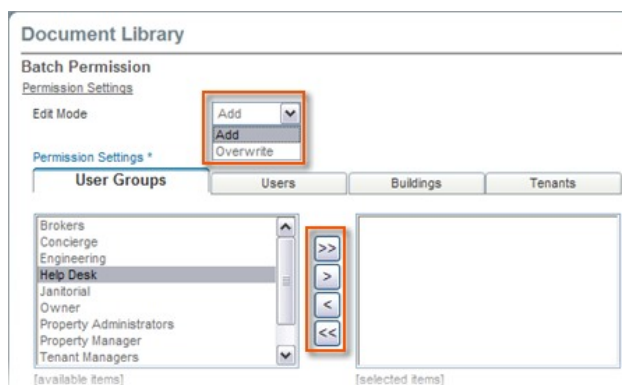 Document Library
Batch Permission
Permission Settings
Edit Mode
Add
Add
Overwrite
Permission Settings *
User Groups
Users
Buildings
Tenants
Brokers
Concierge
Engineering
Help Desk
Janitorial
Owner
Property Administrators
Property Manager
Tenant Managers
>>
>
<
<<
[available items]
[selected items]